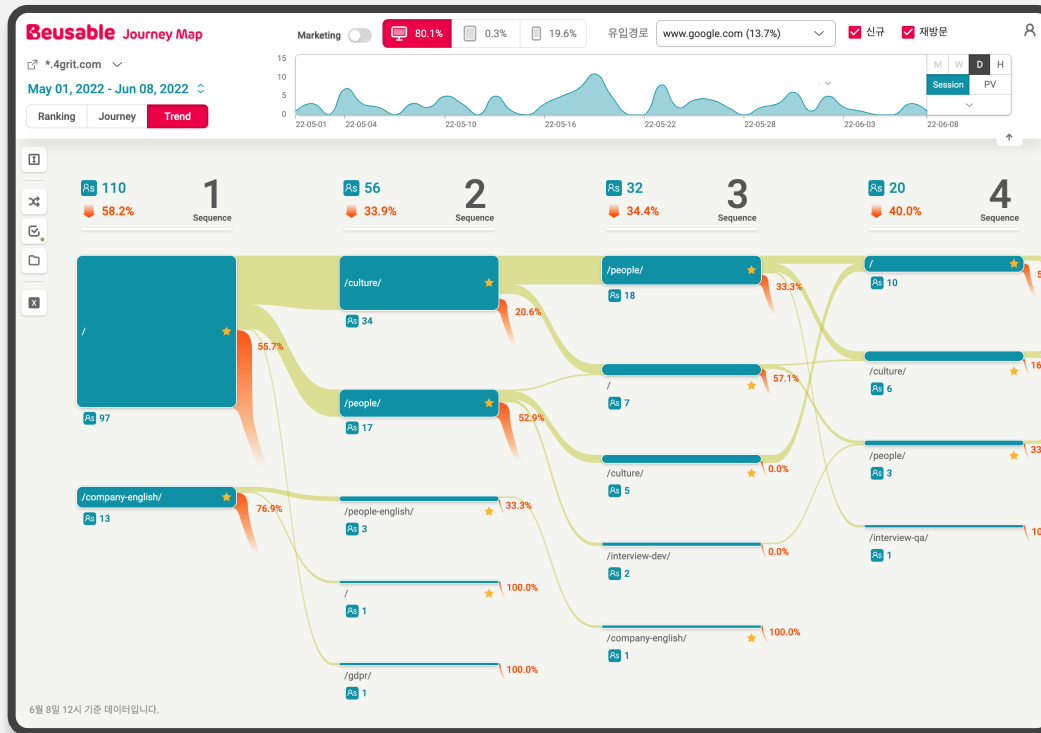 Beusable Journey Map
Marketing
80.1%
0.3%
19.6%
유입경로
www.google.com (13.7%)
신규
재방문
*.4grit.com
May 01, 2022 - Jun 08, 2022
Ranking
Journey
Trend
15
10
5
0
22-05-01
22-05-04
22-05-10
22-05-16
22-05-22
22-05-28
22-06-03
22-06-08
M
W
D
H
Session
PV
110
58.2%
1
Sequence
56
33.9%
2
Sequence
32
34.4%
3
Sequence
20
40.0%
4
Sequence
/
55.7%
97
/company-english/
76.9%
13
/culture/
20.6%
34
/people/
52.9%
17
/people-english/
33.3%
3
/
100.0%
1
/gdpr/
100.0%
1
/people/
33.3%
18
/
57.1%
7
/culture/
0.0%
5
/interview-dev/
0.0%
2
/company-english/
100.0%
1
/
10
/culture/
6
/people/
3
/interview-qa/
1
6월 8일 12시 기준 데이터입니다.